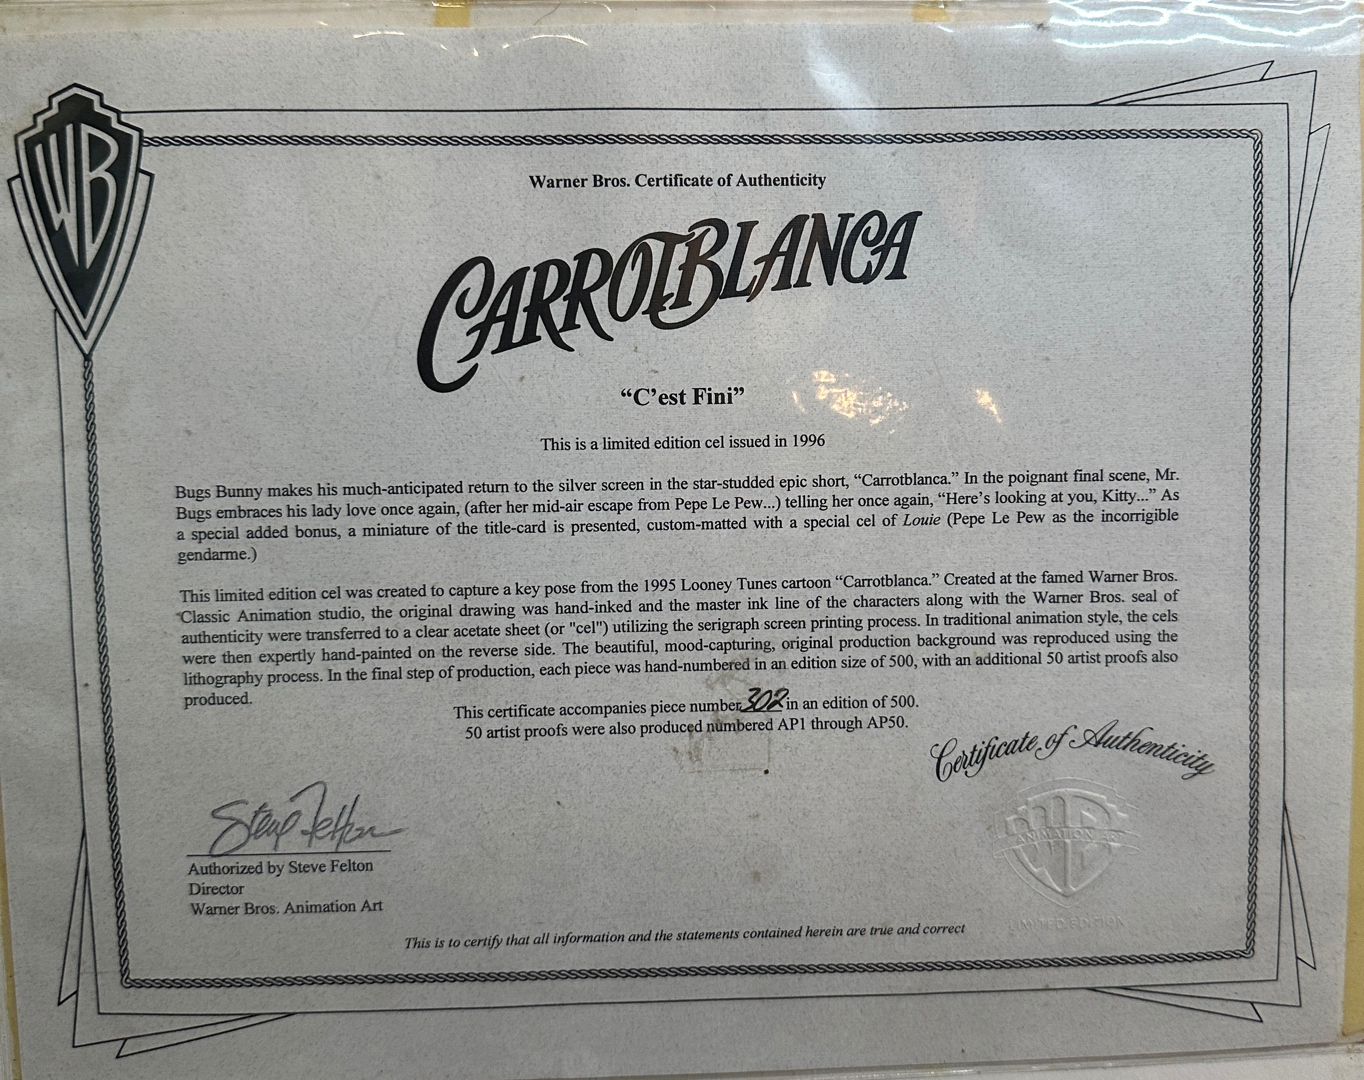 WB
Warner Bros. Certificate of Authenticity
CARROTBLANCA
“C’est Fini”
This is a limited edition cel issued in 1996
Bugs Bunny makes his much-anticipated return to the silver screen in the star-studded epic short, “Carrotblanca.” In the poignant final scene, Mr.
Bugs embraces his lady love once again, (after her mid-air escape from Pepe Le Pew...) telling her once again, “Here’s looking at you, Kitty...” As
a special added bonus, a miniature of the title-card is presented, custom-matted with a special cel of Louie (Pepe Le Pew as the incorrigible
gendarme.)
This limited edition cel was created to capture a key pose from the 1995 Looney Tunes cartoon “Carrotblanca.” Created at the famed Warner Bros.
Classic Animation studio, the original drawing was hand-inked and the master ink line of the characters along with the Warner Bros. seal of
authenticity were transferred to a clear acetate sheet (or "cel") utilizing the serigraph screen printing process. In traditional animation style, the cels
were then expertly hand-painted on the reverse side. The beautiful, mood-capturing, original production background was reproduced using the
lithography process. In the final step of production, each piece was hand-numbered in an edition size of 500, with an additional 50 artist proofs also
produced.
This certificate accompanies piece number 302 in an edition of 500.
50 artist proofs were also produced numbered AP1 through AP50.
Certificate of Authenticity
Steve Felton
WB
ANIMATION ART
LIMITED EDITION
Authorized by Steve Felton
Director
Warner Bros. Animation Art
This is to certify that all information and the statements contained herein are true and correct